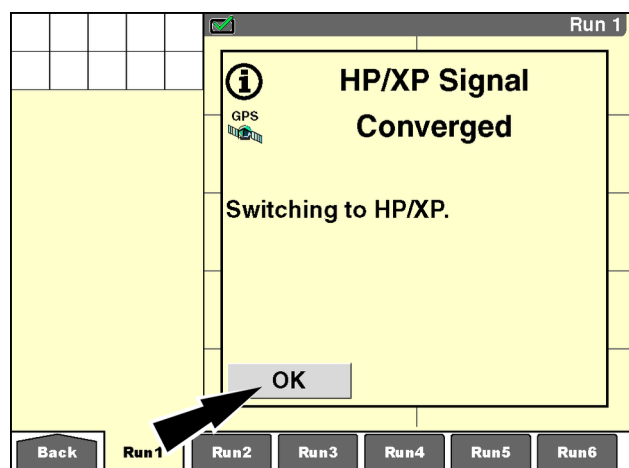 Run 1
HP/XP Signal
Converged
GPS
Switching to HP/XP.
OK
Back Run1 Run2 Run3 Run4 Run5 Run6